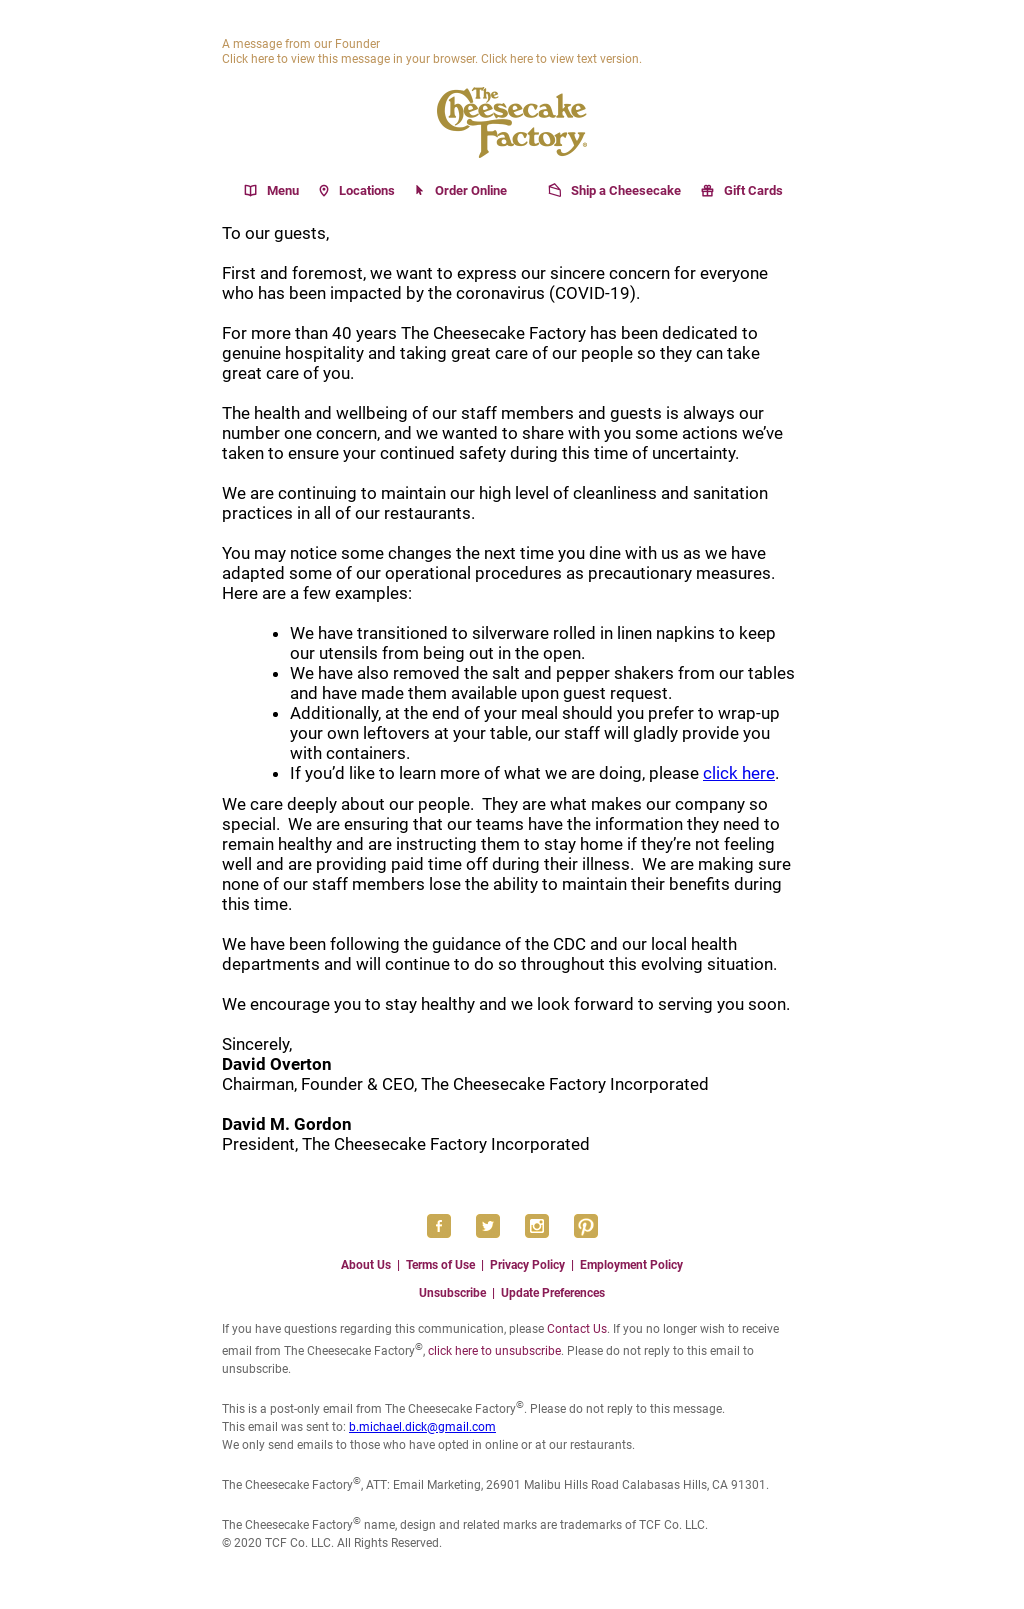 A message from our Founder
Click here to view this message in your browser. Click here to view text version.
The
Cheesecake
Factory®
Menu Locations Order Online Ship a Cheesecake Gift Cards
To our guests,
First and foremost, we want to express our sincere concern for everyone
who has been impacted by the coronavirus (COVID-19).
For more than 40 years The Cheesecake Factory has been dedicated to
genuine hospitality and taking great care of our people so they can take
great care of you.
The health and wellbeing of our staff members and guests is always our
number one concern, and we wanted to share with you some actions we’ve
taken to ensure your continued safety during this time of uncertainty.
We are continuing to maintain our high level of cleanliness and sanitation
practices in all of our restaurants.
You may notice some changes the next time you dine with us as we have
adapted some of our operational procedures as precautionary measures.
Here are a few examples:
• We have transitioned to silverware rolled in linen napkins to keep
our utensils from being out in the open.
• We have also removed the salt and pepper shakers from our tables
and have made them available upon guest request.
• Additionally, at the end of your meal should you prefer to wrap-up
your own leftovers at your table, our staff will gladly provide you
with containers.
• If you’d like to learn more of what we are doing, please click here.
We care deeply about our people.  They are what makes our company so
special.  We are ensuring that our teams have the information they need to
remain healthy and are instructing them to stay home if they’re not feeling
well and are providing paid time off during their illness.  We are making sure
none of our staff members lose the ability to maintain their benefits during
this time.
We have been following the guidance of the CDC and our local health
departments and will continue to do so throughout this evolving situation.
We encourage you to stay healthy and we look forward to serving you soon.
Sincerely,
David Overton
Chairman, Founder & CEO, The Cheesecake Factory Incorporated
David M. Gordon
President, The Cheesecake Factory Incorporated
About Us | Terms of Use | Privacy Policy | Employment Policy
Unsubscribe | Update Preferences
If you have questions regarding this communication, please Contact Us. If you no longer wish to receive
email from The Cheesecake Factory©, click here to unsubscribe. Please do not reply to this email to
unsubscribe.
This is a post-only email from The Cheesecake Factory©. Please do not reply to this message.
This email was sent to: b.michael.dick@gmail.com
We only send emails to those who have opted in online or at our restaurants.
The Cheesecake Factory©, ATT: Email Marketing, 26901 Malibu Hills Road Calabasas Hills, CA 91301.
The Cheesecake Factory© name, design and related marks are trademarks of TCF Co. LLC.
© 2020 TCF Co. LLC. All Rights Reserved.